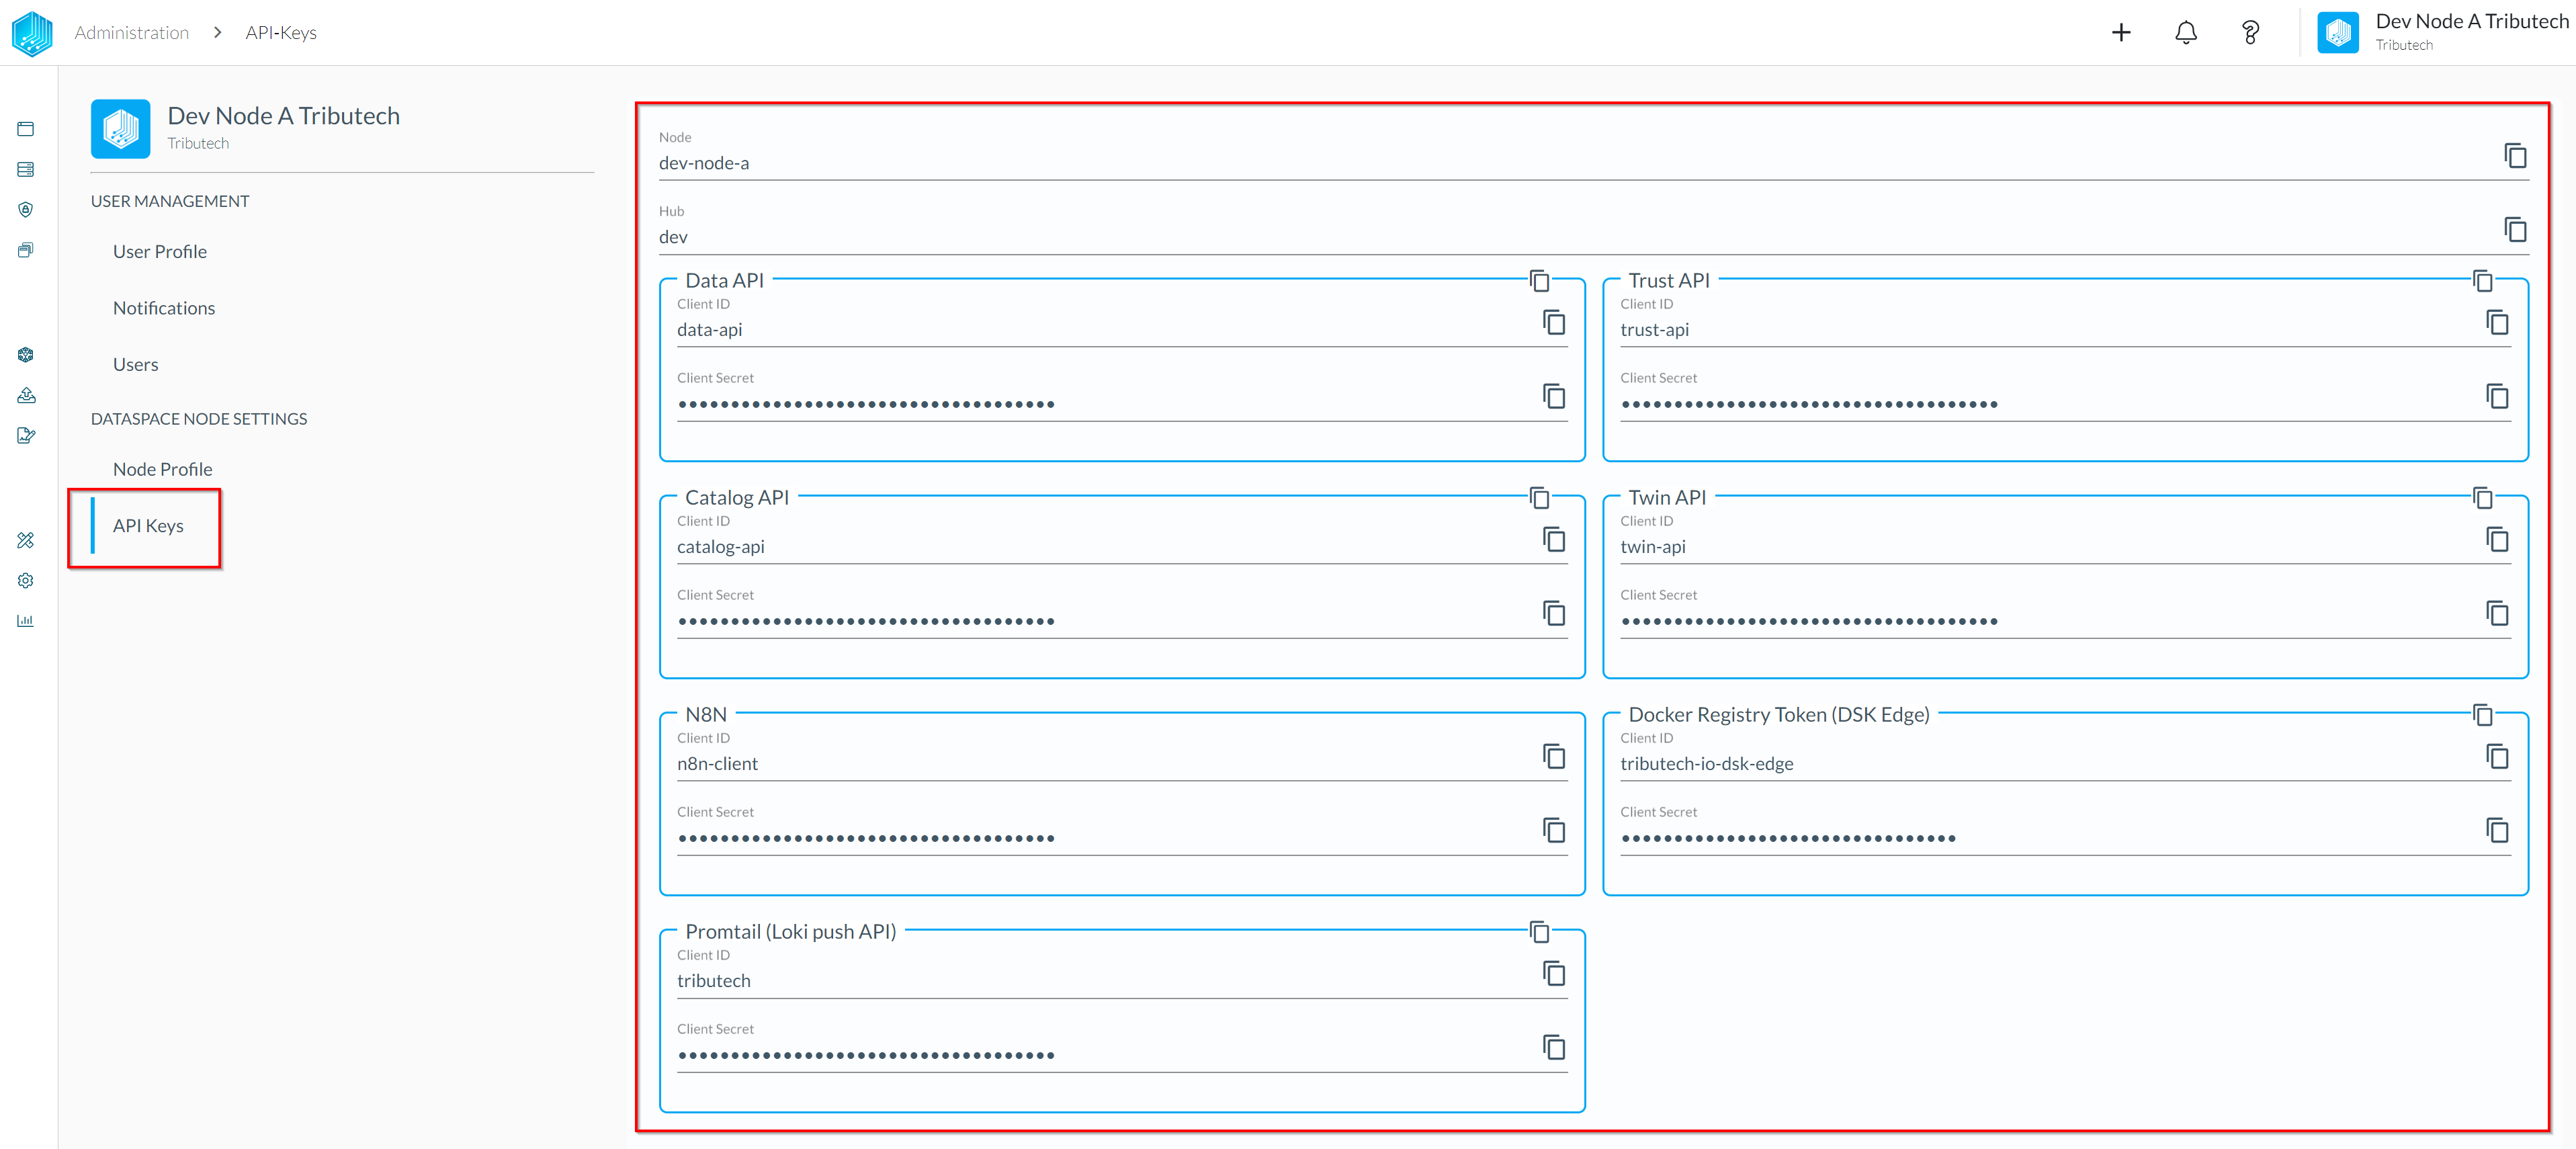 Administration > API-Keys
Dev Node A Tributech
Tributech
Dev Node A Tributech
Tributech
USER MANAGEMENT
User Profile
Notifications
Users
DATASPACE NODE SETTINGS
Node Profile
API Keys
Node
dev-node-a
Hub
dev
Data API
Client ID
data-api
Client Secret
Trust API
Client ID
trust-api
Client Secret
Catalog API
Client ID
catalog-api
Client Secret
Twin API
Client ID
twin-api
Client Secret
N8N
Client ID
n8n-client
Client Secret
Docker Registry Token (DSK Edge)
Client ID
tributech-io-dsk-edge
Client Secret
Promtail (Loki push API)
Client ID
tributech
Client Secret